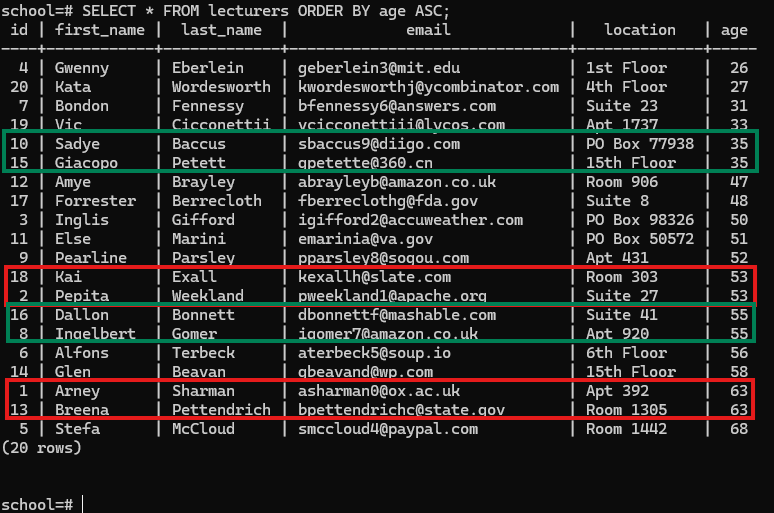 school=# SELECT * FROM lecturers ORDER BY age ASC;
 id | first_name | last_name | email | location | age
----+------------+-------------+-------------------------------+--------------+-----
 4 | Gwenny | Eberlein | geberlein3@mit.edu | 1st Floor | 26
 20 | Kata | Wordesworth | kwordesworthj@ycombinator.com | 4th Floor | 27
 7 | Bondon | Fennessy | bfennessy6@answers.com | Suite 23 | 31
 19 | Vic | Cicconettii | vcicconettiii@lycos.com | Apt 1737 | 33
 10 | Sadye | Baccus | sbaccus9@diigo.com | PO Box 77938 | 35
 15 | Giacopo | Petett | gpetette@360.cn | 15th Floor | 35
 12 | Amye | Brayley | abrayleyb@amazon.co.uk | Room 906 | 47
 17 | Forrester | Berrecloth | fberreclothg@fda.gov | Suite 8 | 48
 3 | Inglis | Gifford | igifford2@accuweather.com | PO Box 98326 | 50
 11 | Else | Marini | emarinia@va.gov | PO Box 50572 | 51
 9 | Pearline | Parsley | pparsley8@sogou.com | Apt 431 | 52
 18 | Kai | Exall | kexallh@slate.com | Room 303 | 53
 2 | Pepita | Weekland | pweekland1@apache.org | Suite 27 | 53
 16 | Dallon | Bonnett | dbonnettf@mashable.com | Suite 41 | 55
 8 | Ingelbert | Gomer | igomer7@amazon.co.uk | Apt 920 | 55
 6 | Alfons | Terbeck | aterbeck5@soup.io | 6th Floor | 56
 14 | Glen | Beavan | gbeavand@wp.com | 15th Floor | 58
 1 | Arney | Sharman | asharman0@ox.ac.uk | Apt 392 | 63
 13 | Breena | Pettendrich | bpettendrichc@state.gov | Room 1305 | 63
 5 | Stefa | McCloud | smccloud4@paypal.com | Room 1442 | 68
(20 rows)
school=#